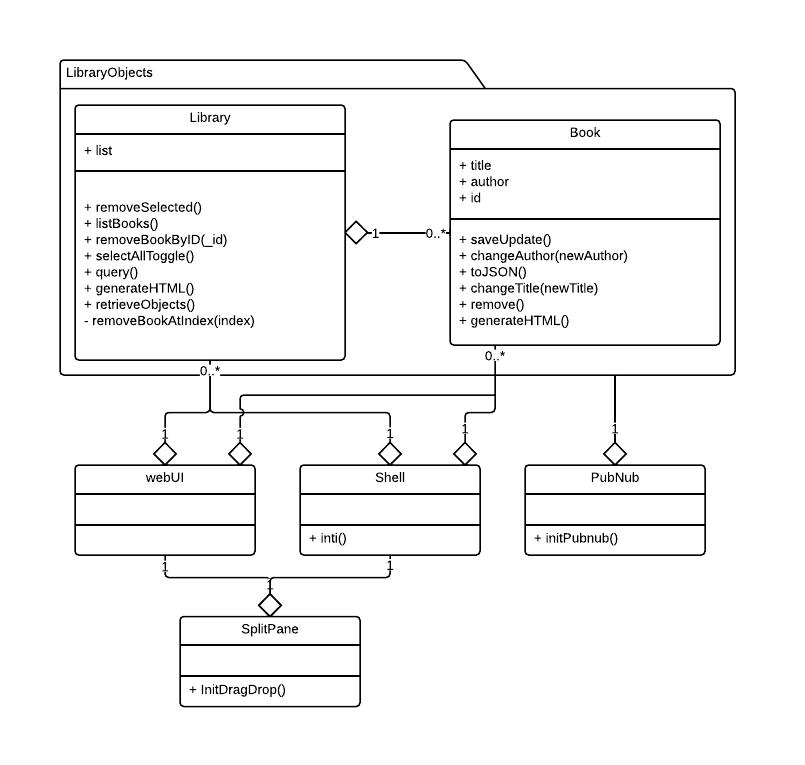 LibraryObjects
Library
+ list
+ removeSelected()
+ listBooks()
+ removeBookByID(_id)
+ selectAllToggle()
+ query()
+ generateHTML()
+ retrieveObjects()
- removeBookAtIndex(index)
1
0..*
Book
+ title
+ author
+ id
+ saveUpdate()
+ changeAuthor(newAuthor)
+ toJSON()
+ changeTitle(newTitle)
+ remove()
+ generateHTML()
0..*
0..*
1
1
1
1
1
webUI
Shell
+ inti()
PubNub
+ initPubnub()
1
1
1
SplitPane
+ InitDragDrop()